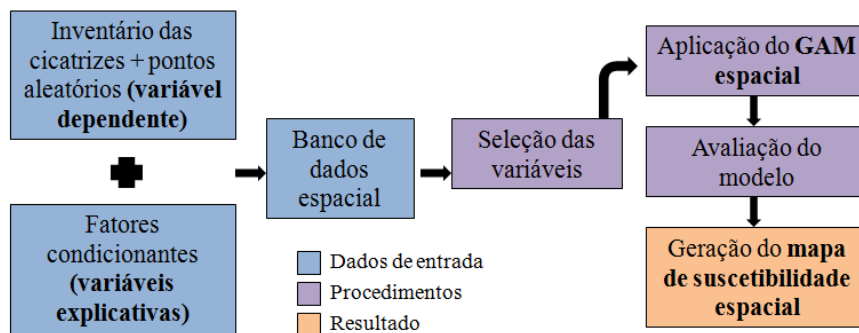 Inventário das
cicatrizes + pontos
aleatórios (variável
dependente)
Fatores
condicionantes
(variáveis
explicativas)
Banco de
dados
espacial
Seleção das
variáveis
Aplicação do GAM
espacial
Avaliação do
modelo
Geração do mapa
de suscetibilidade
espacial
Dados de entrada
Procedimentos
Resultado